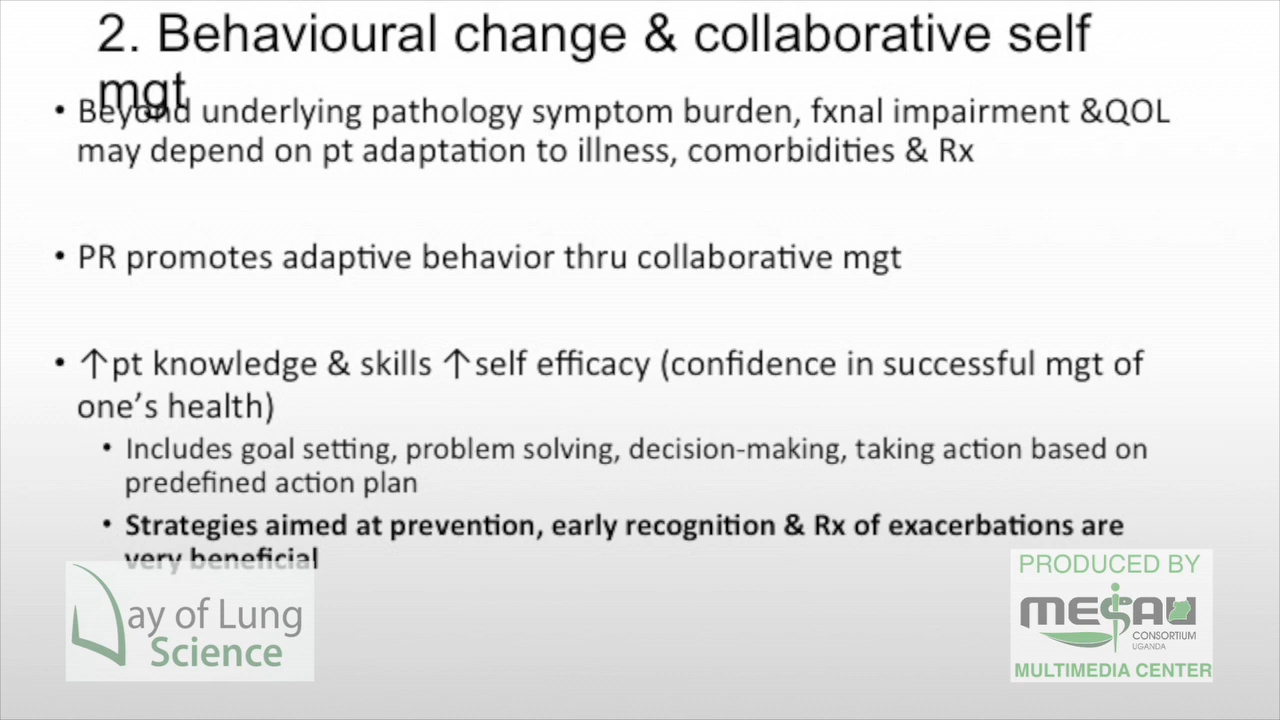 2. Behavioural change & collaborative self
mgt
• Beyond underlying pathology symptom burden, fxnal impairment &QOL
may depend on pt adaptation to illness, comorbidities & Rx
• PR promotes adaptive behavior thru collaborative mgt
• ↑pt knowledge & skills ↑self efficacy (confidence in successful mgt of
one’s health)
• Includes goal setting, problem solving, decision-making, taking action based on
predefined action plan
• Strategies aimed at prevention, early recognition & Rx of exacerbations are
very beneficial
Day of Lung
Science
PRODUCED BY
MESAU
CONSORTIUM
UGANDA
MULTIMEDIA CENTER